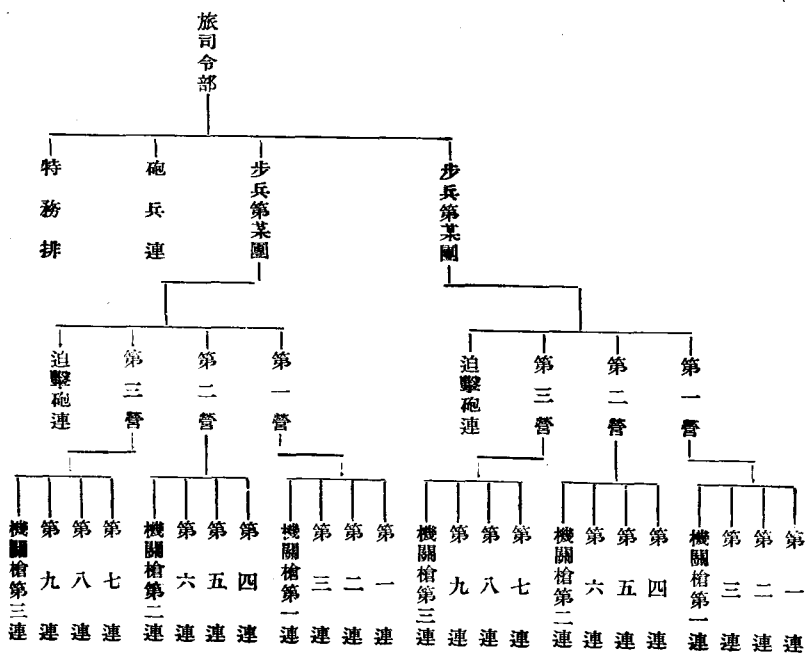 旅司令部
步兵第某團
步兵第某團
砲兵連
特務排
第一營
第二營
第三營
迫擊砲連
第一營
第二營
第三營
迫擊砲連
第一連
第二連
第三連
機關槍第一連
第四連
第五連
第六連
機關槍第二連
第七連
第八連
第九連
機關槍第三連
第一連
第二連
第三連
機關槍第一連
第四連
第五連
第六連
機關槍第二連
第七連
第八連
第九連
機關槍第三連